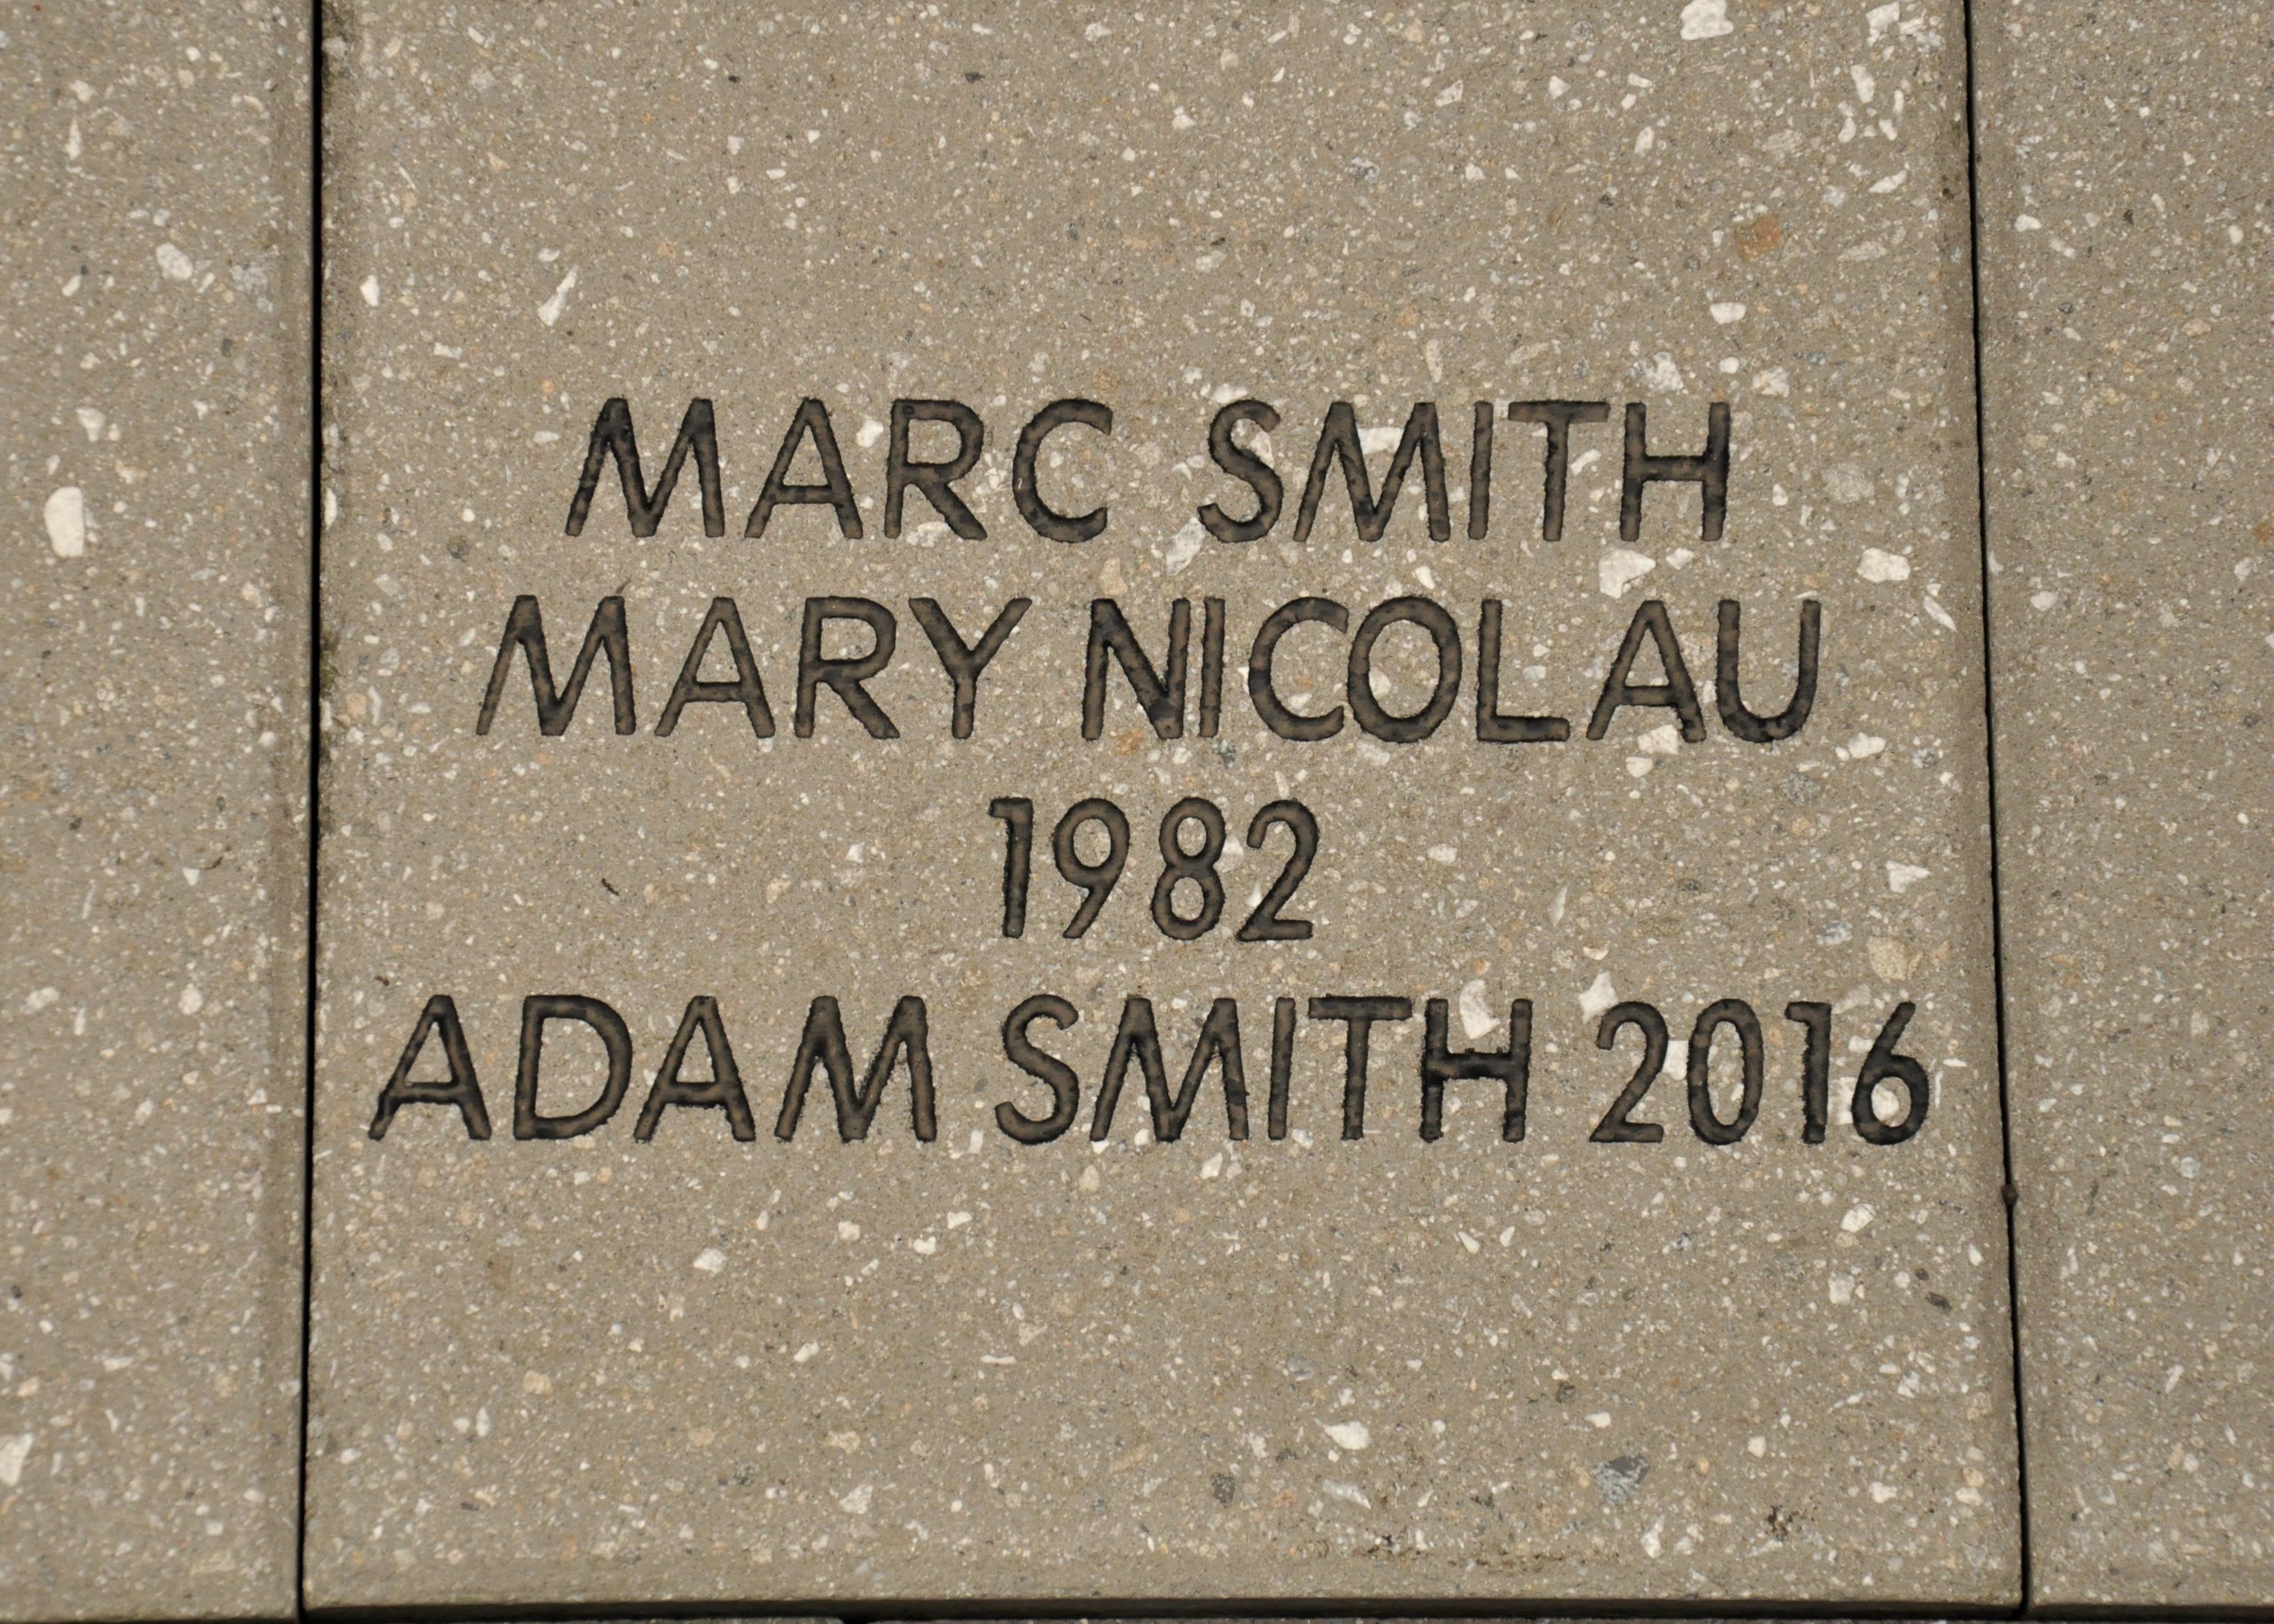 MARC SMITH
MARY NICOLAU
1982
ADAM SMITH 2016